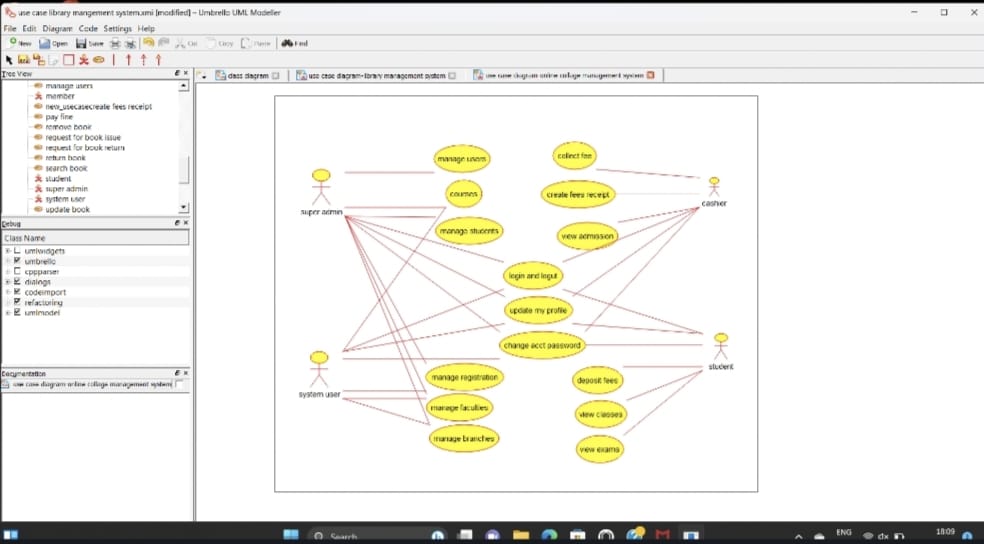 use case library mangement system.xmi [modified] – Umbrello UML Modeller
File Edit Diagram Code Settings Help
New Open Save Cut Copy Paste Find
Tree View
class diagram
use case diagram-library management system
use case diagram-online collage management system
manage users
member
new_usecasecreate fees receipt
pay fine
remove book
request for book issue
request for book return
return book
search book
student
super admin
system user
update book
Debug
Class Name
umlwidgets
umbrello
cppparser
dialogs
codeimport
refactoring
umlmodel
Documentation
use case diagram-online collage management system
manage users
collect fee
courses
create fees receipt
super admin
cashier
manage students
view admission
login and logut
update my profile
change acct password
student
system user
manage registration
deposit fees
manage faculties
view classes
manage branches
view exams
Search
ENG
18:09